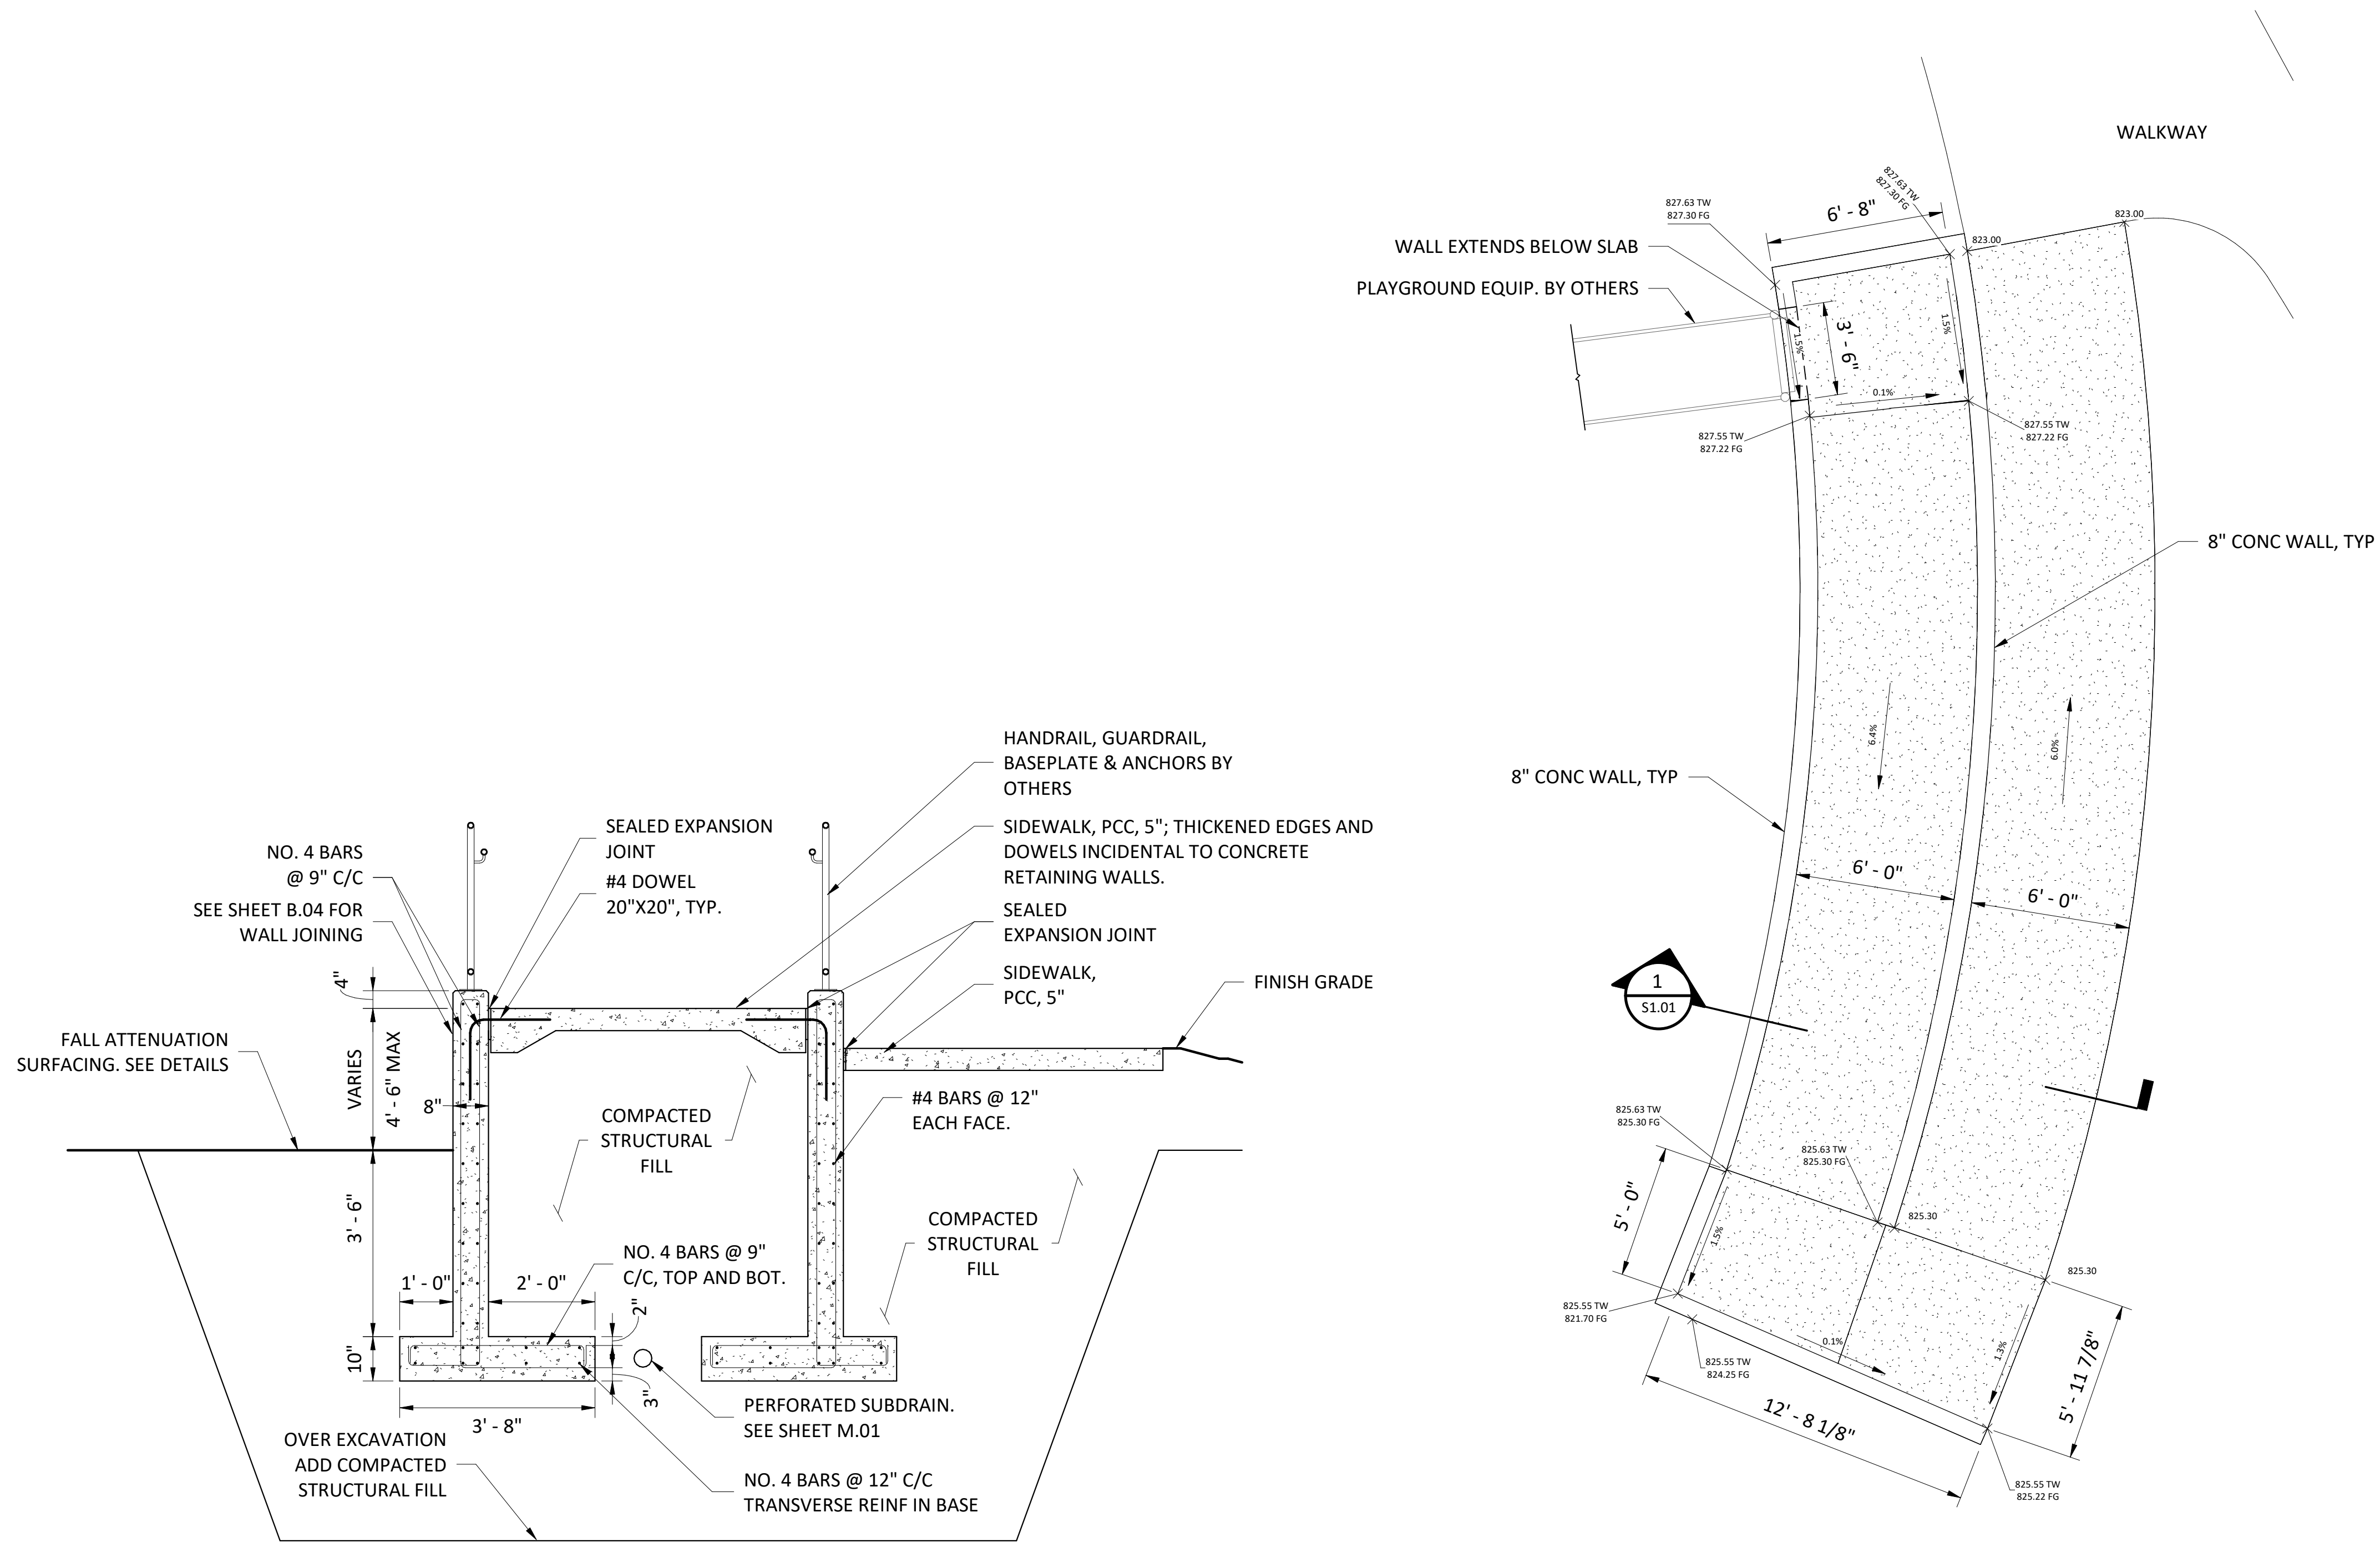 HANDRAIL, GUARDRAIL,
BASEPLATE & ANCHORS BY
OTHERS
SEALED EXPANSION
JOINT
#4 DOWEL
20"X20", TYP.
SIDEWALK, PCC, 5"; THICKENED EDGES AND
DOWELS INCIDENTAL TO CONCRETE
RETAINING WALLS.
NO. 4 BARS
@ 9" C/C
SEE SHEET B.04 FOR
WALL JOINING
SEALED
EXPANSION JOINT
SIDEWALK,
PCC, 5"
FINISH GRADE
4"
FALL ATTENUATION
SURFACING. SEE DETAILS
VARIES
4' - 6" MAX
8"
COMPACTED
STRUCTURAL
FILL
#4 BARS @ 12"
EACH FACE.
3' - 6"
COMPACTED
STRUCTURAL
FILL
NO. 4 BARS @ 9"
C/C, TOP AND BOT.
1' - 0"
2' - 0"
2"
10"
3"
3' - 8"
PERFORATED SUBDRAIN.
SEE SHEET M.01
OVER EXCAVATION
ADD COMPACTED
STRUCTURAL FILL
NO. 4 BARS @ 12" C/C
TRANSVERSE REINF IN BASE
WALKWAY
827.63 TW
827.30 FG
827.63 TW
827.30 FG
6' - 8"
823.00
823.00
WALL EXTENDS BELOW SLAB
PLAYGROUND EQUIP. BY OTHERS
1.5%
3' - 6"
1.5%
0.1%
827.55 TW
827.22 FG
827.55 TW
827.22 FG
8" CONC WALL, TYP
6.4%
6.0%
8" CONC WALL, TYP
6' - 0"
6' - 0"
1
S1.01
825.63 TW
825.30 FG
825.63 TW
825.30 FG
825.30
825.30
5' - 0"
1.5%
825.55 TW
821.70 FG
0.1%
1.3%
825.55 TW
824.25 FG
5' - 11 7/8"
12' - 8 1/8"
825.55 TW
825.22 FG